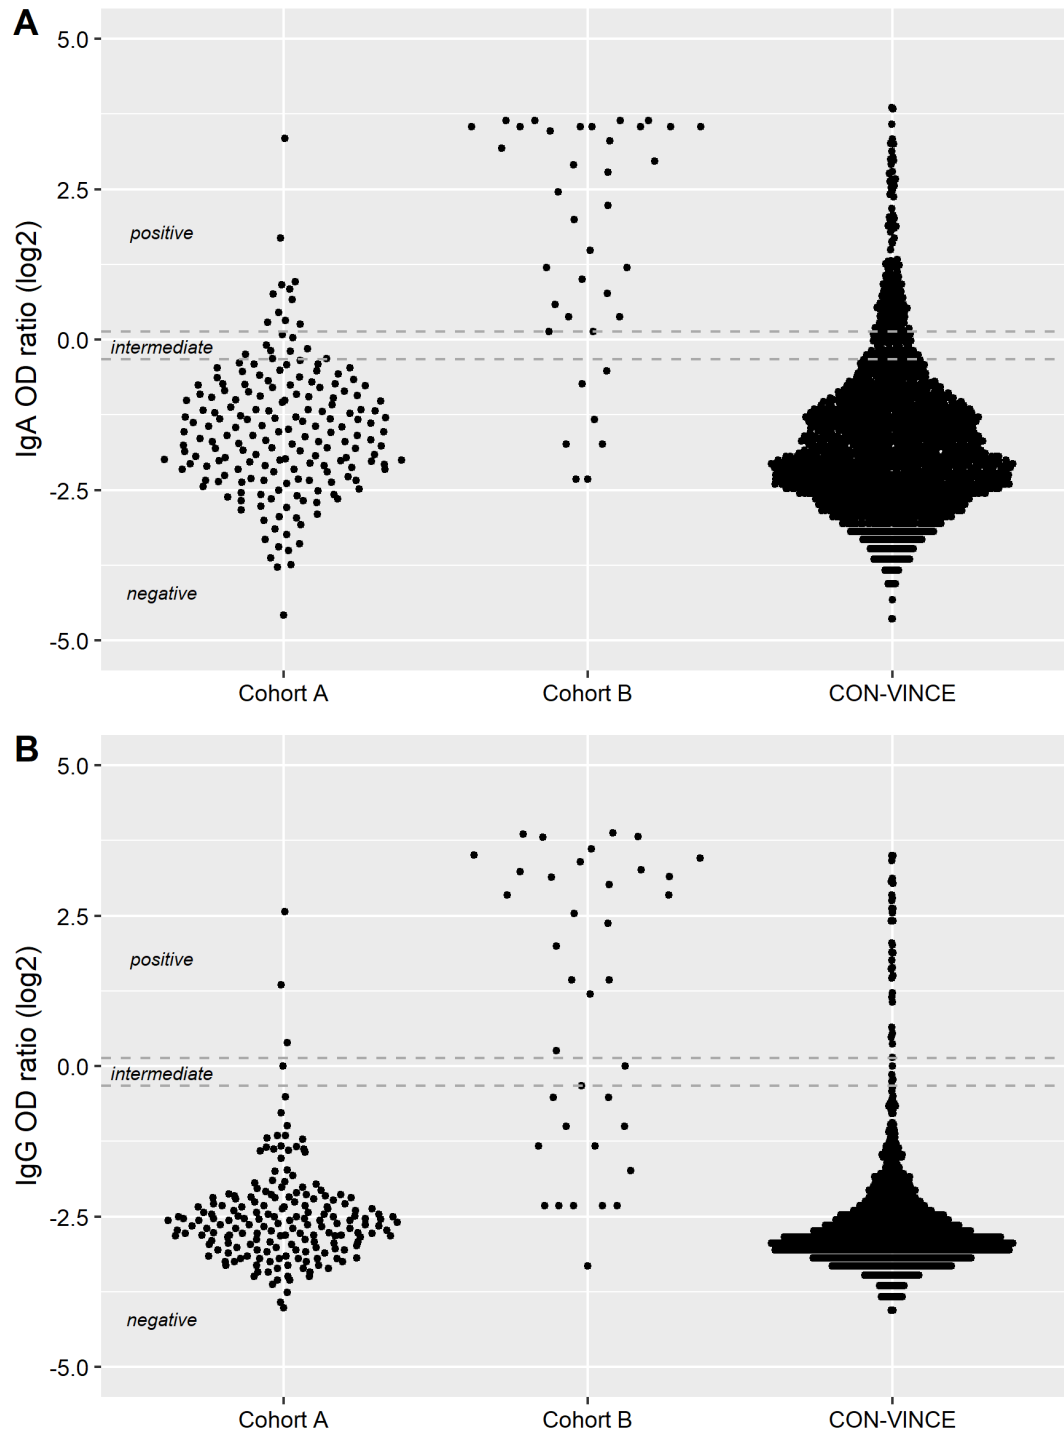 A
5.0
2.5
positive
0.0
intermediate
-2.5
negative
-5.0
IgA OD ratio (log2)
Cohort A Cohort B CON-VINCE
B
5.0
2.5
positive
0.0
intermediate
-2.5
negative
-5.0
IgG OD ratio (log2)
Cohort A Cohort B CON-VINCE